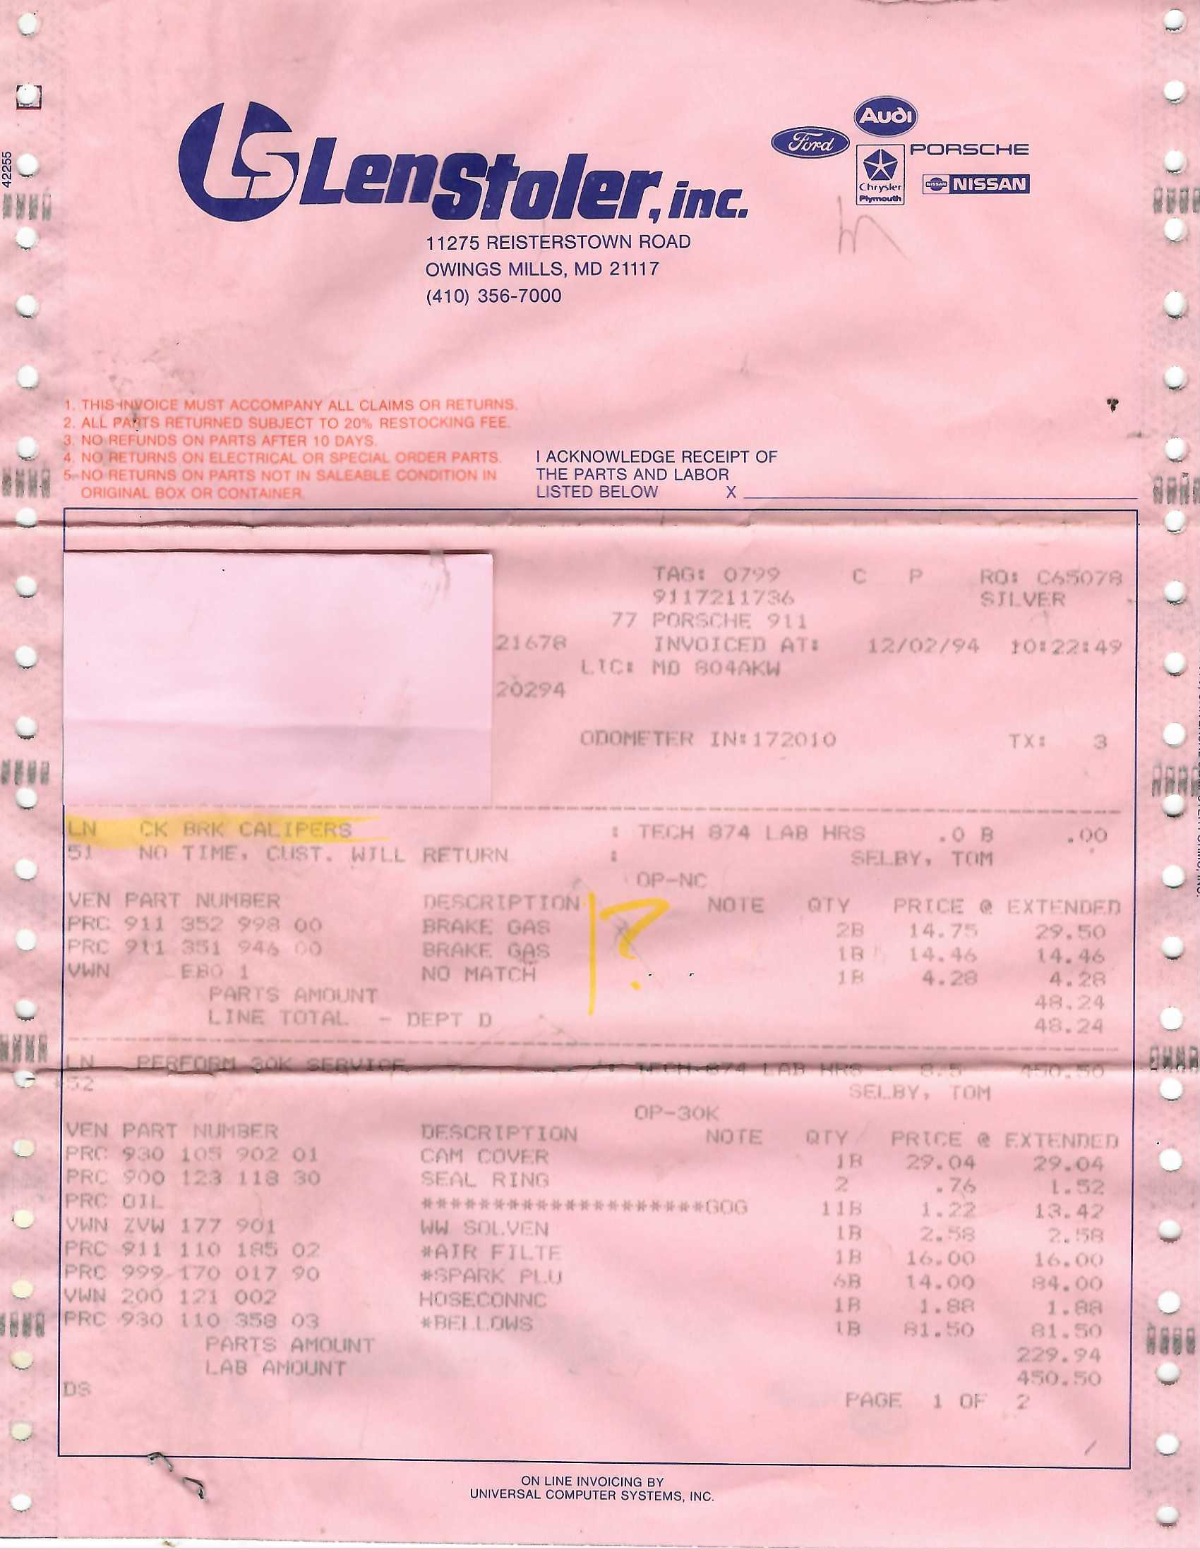 42255
LS LenStoler, inc.
Ford Audi PORSCHE
Chrysler Plymouth NISSAN
11275 REISTERSTOWN ROAD
OWINGS MILLS, MD 21117
(410) 356-7000
1. THIS INVOICE MUST ACCOMPANY ALL CLAIMS OR RETURNS.
2. ALL PARTS RETURNED SUBJECT TO 20% RESTOCKING FEE.
3. NO REFUNDS ON PARTS AFTER 10 DAYS.
4. NO RETURNS ON ELECTRICAL OR SPECIAL ORDER PARTS.
5. NO RETURNS ON PARTS NOT IN SALEABLE CONDITION IN
ORIGINAL BOX OR CONTAINER.
I ACKNOWLEDGE RECEIPT OF
THE PARTS AND LABOR
LISTED BELOW X
TAG: 0799 C P RO: C65078
9117211736 SILVER
77 PORSCHE 911
21678 INVOICED AT: 12/02/94 10:22:49
LIC: MD 804AKW
20294
ODOMETER IN:172010 TX: 3
LN CK BRK CALIPERS : TECH 874 LAB HRS .0 B .00
51 NO TIME, CUST. WILL RETURN : SELBY, TOM
OP-NC
VEN PART NUMBER DESCRIPTION NOTE QTY PRICE @ EXTENDED
PRC 911 352 998 00 BRAKE GAS 2B 14.75 29.50
PRC 911 351 946 00 BRAKE GAS 1B 14.46 14.46
VWN EBO 1 NO MATCH 1B 4.28 4.28
PARTS AMOUNT 48.24
LINE TOTAL - DEPT D 48.24
!?
LN PERFORM 30K SERVICE : TECH 874 LAB HRS 8.5 450.50
52 SELBY, TOM
OP-30K
VEN PART NUMBER DESCRIPTION NOTE QTY PRICE @ EXTENDED
PRC 930 105 902 01 CAM COVER 1B 29.04 29.04
PRC 900 123 118 30 SEAL RING 2 .76 1.52
PRC OIL ********************GOG 11B 1.22 13.42
VWN ZVW 177 901 WW SOLVEN 1B 2.58 2.58
PRC 911 110 185 02 *AIR FILTE 1B 16.00 16.00
PRC 999 170 017 90 *SPARK PLU 6B 14.00 84.00
VWN 200 121 002 HOSECONNC 1B 1.88 1.88
PRC 930 110 358 03 *BELLOWS 1B 81.50 81.50
PARTS AMOUNT 229.94
LAB AMOUNT 450.50
DS PAGE 1 OF 2
ON LINE INVOICING BY
UNIVERSAL COMPUTER SYSTEMS, INC.